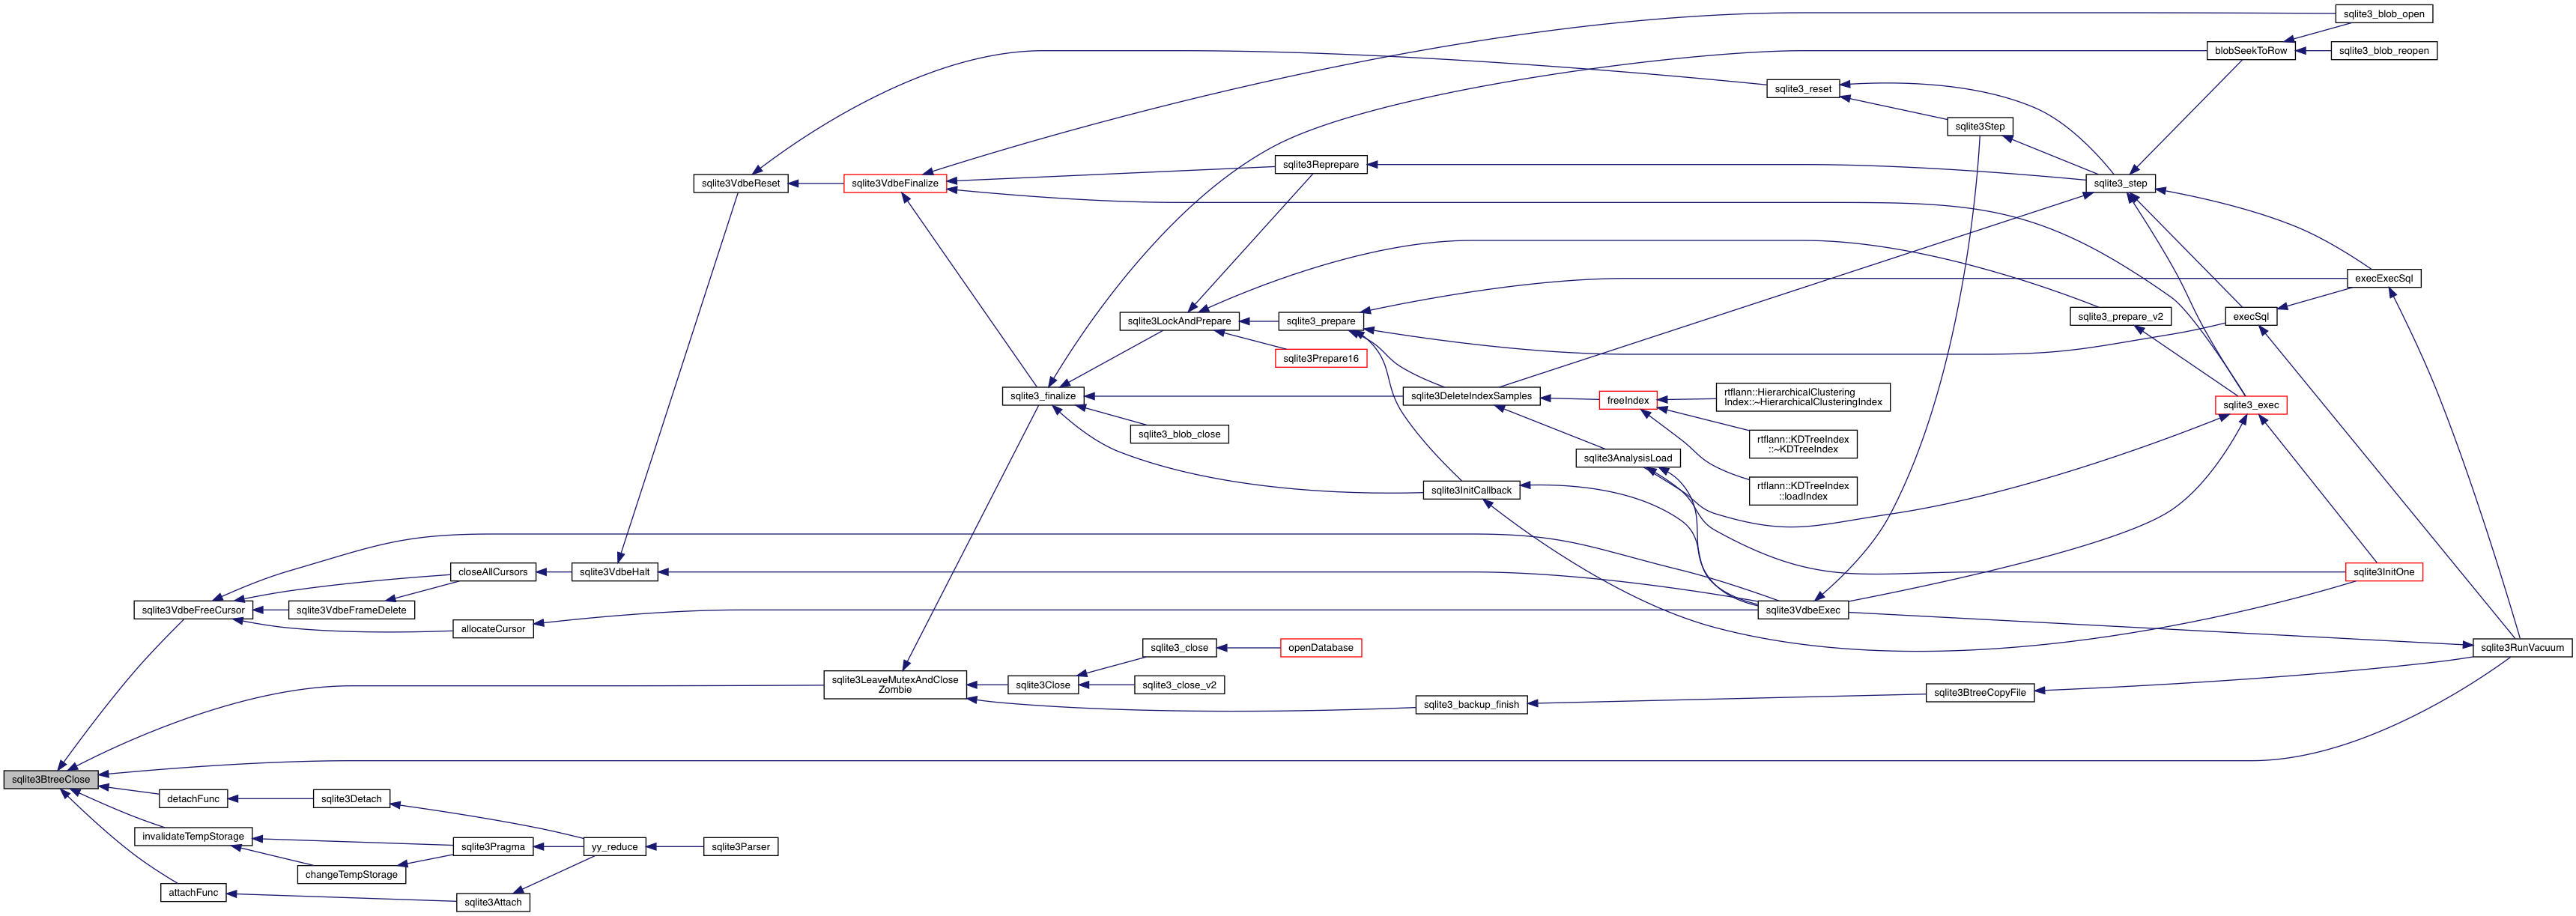 sqlite3_blob_open
blobSeekToRow
sqlite3_blob_reopen
sqlite3_reset
sqlite3Step
sqlite3Reprepare
sqlite3VdbeReset
sqlite3VdbeFinalize
sqlite3_step
execExecSql
sqlite3LockAndPrepare
sqlite3_prepare
sqlite3_prepare_v2
execSql
sqlite3Prepare16
sqlite3_finalize
sqlite3DeleteIndexSamples
freeIndex
rtflann::HierarchicalClustering
Index::~HierarchicalClusteringIndex
sqlite3_exec
sqlite3_blob_close
rtflann::KDTreeIndex
::~KDTreeIndex
sqlite3AnalysisLoad
sqlite3InitCallback
rtflann::KDTreeIndex
::loadIndex
closeAllCursors
sqlite3VdbeHalt
sqlite3InitOne
sqlite3VdbeFreeCursor
sqlite3VdbeFrameDelete
sqlite3VdbeExec
allocateCursor
sqlite3_close
openDatabase
sqlite3RunVacuum
sqlite3LeaveMutexAndClose
Zombie
sqlite3Close
sqlite3_close_v2
sqlite3BtreeCopyFile
sqlite3_backup_finish
sqlite3BtreeClose
detachFunc
sqlite3Detach
invalidateTempStorage
sqlite3Pragma
yy_reduce
sqlite3Parser
changeTempStorage
attachFunc
sqlite3Attach